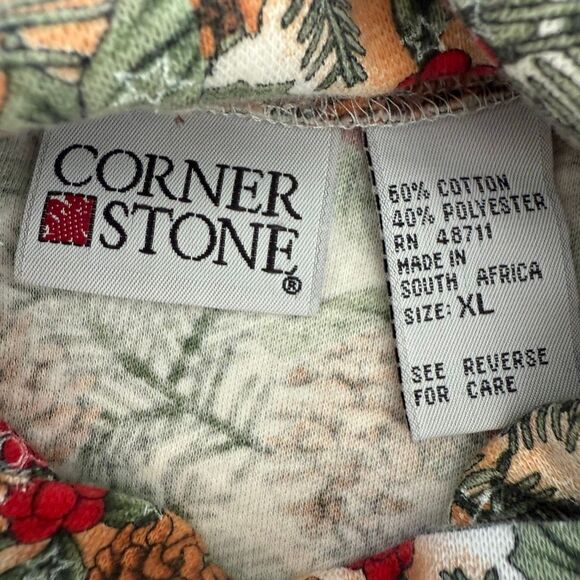 CORNER
STONE®
60% COTTON
40% POLYESTER
RN 48711
MADE IN
SOUTH AFRICA
SIZE: XL
SEE REVERSE
FOR CARE